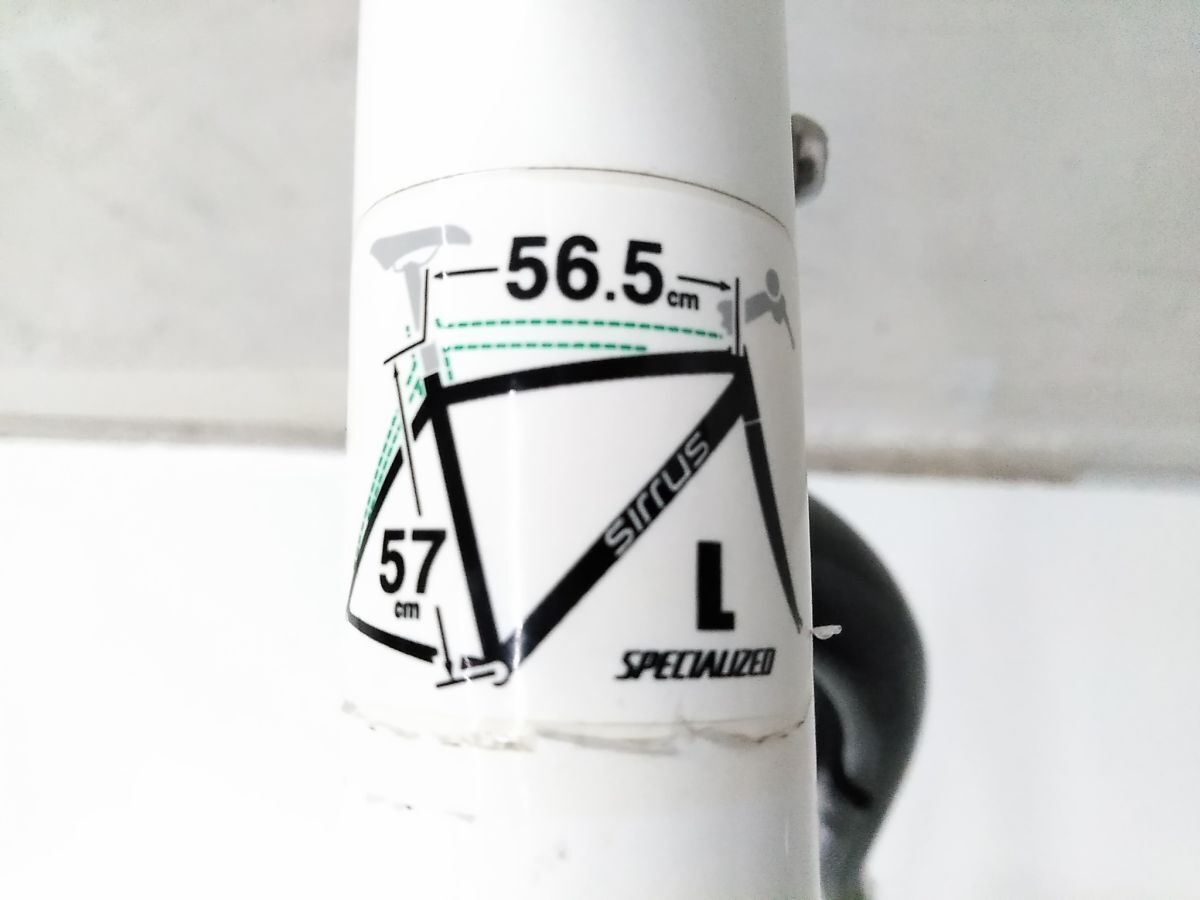 56.5cm
sirrus
57
cm
L
SPECIALIZED